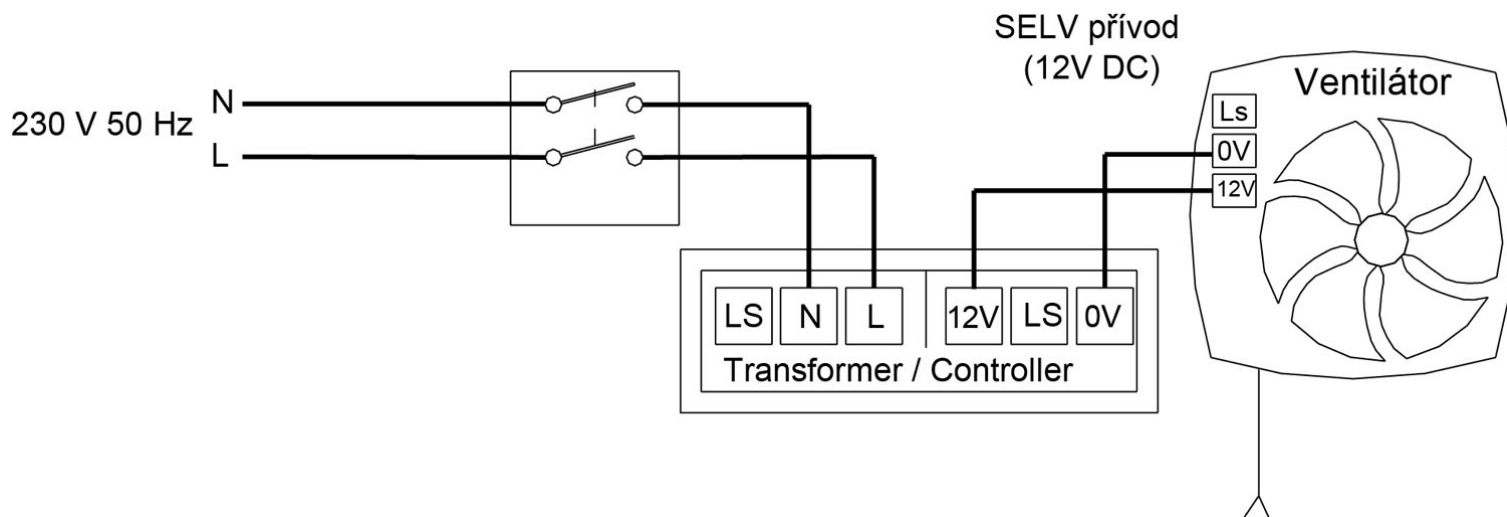 SELV přívod
(12V DC)
230 V 50 Hz
N
L
Ventilátor
Ls
0V
12V
LS N L 12V LS 0V
Transformer / Controller